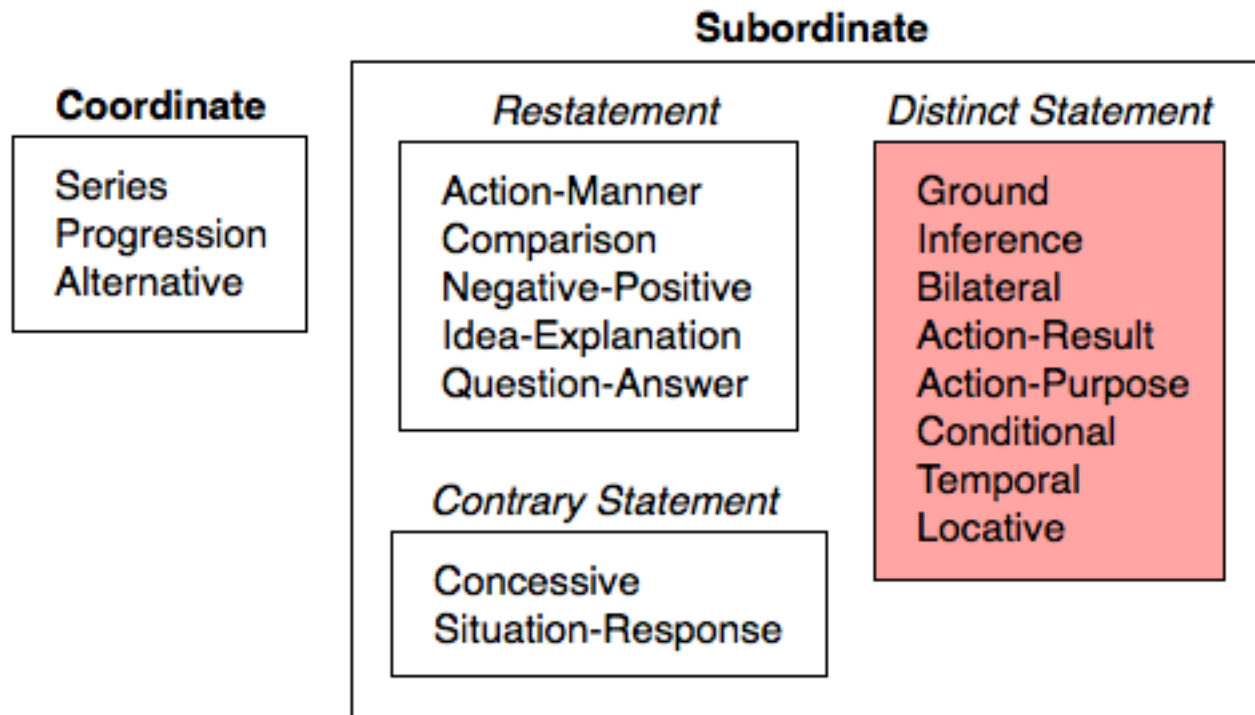 Subordinate
Coordinate
Series
Progression
Alternative
Restatement
Action-Manner
Comparison
Negative-Positive
Idea-Explanation
Question-Answer
Contrary Statement
Concessive
Situation-Response
Distinct Statement
Ground
Inference
Bilateral
Action-Result
Action-Purpose
Conditional
Temporal
Locative